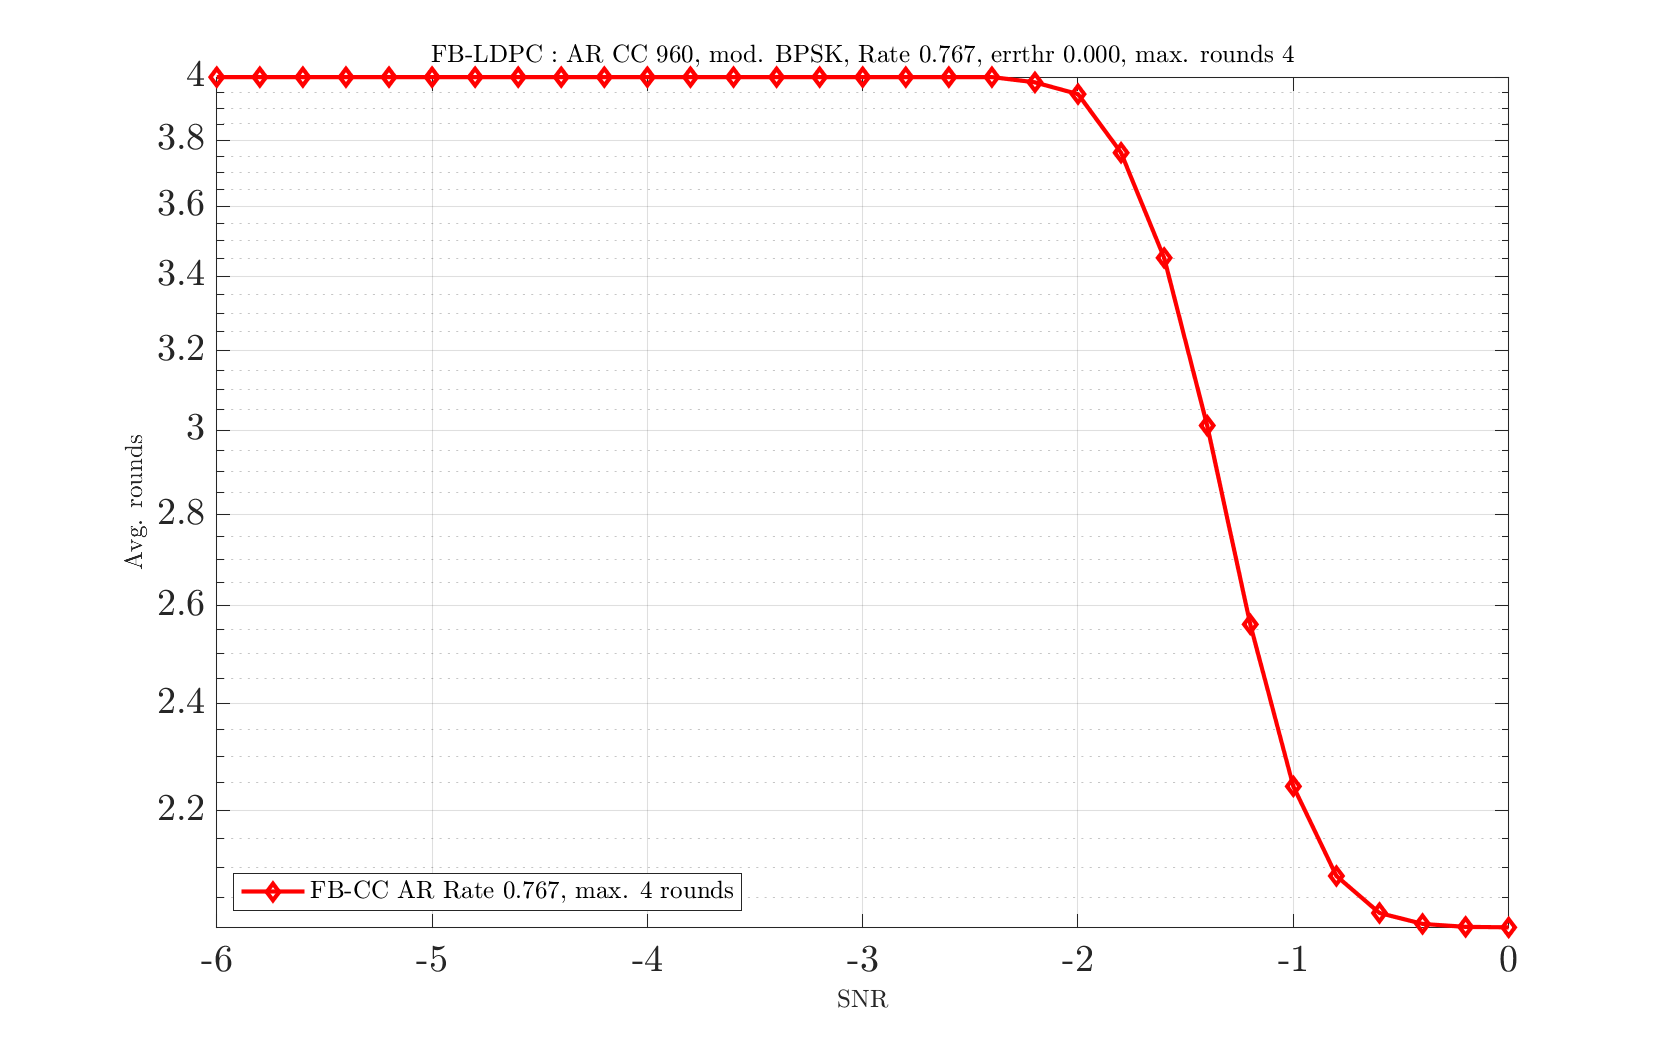 FB-LDPC : AR CC 960, mod. BPSK, Rate 0.767, errthr 0.000, max. rounds 4
4
3.8
3.6
3.4
3.2
3
2.8
2.6
2.4
2.2
Avg. rounds
FB-CC AR Rate 0.767, max. 4 rounds
-6 -5 -4 -3 -2 -1 0
SNR